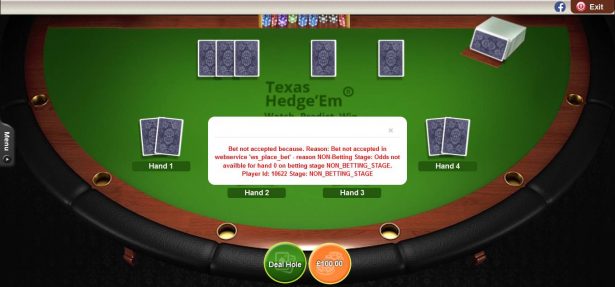 Exit
Texas
Hedge'Em
Watch, Predict, Win
Menu
×
Bet not accepted because. Reason: Bet not accepted in
webservice 'ws_place_bet' - reason NON Betting Stage: Odds not
availble for hand 0 on betting stage NON_BETTING_STAGE.
Player Id: 10622 Stage: NON_BETTING_STAGE
Hand 1
Hand 4
Hand 2
Hand 3
Deal Hole
£100.00